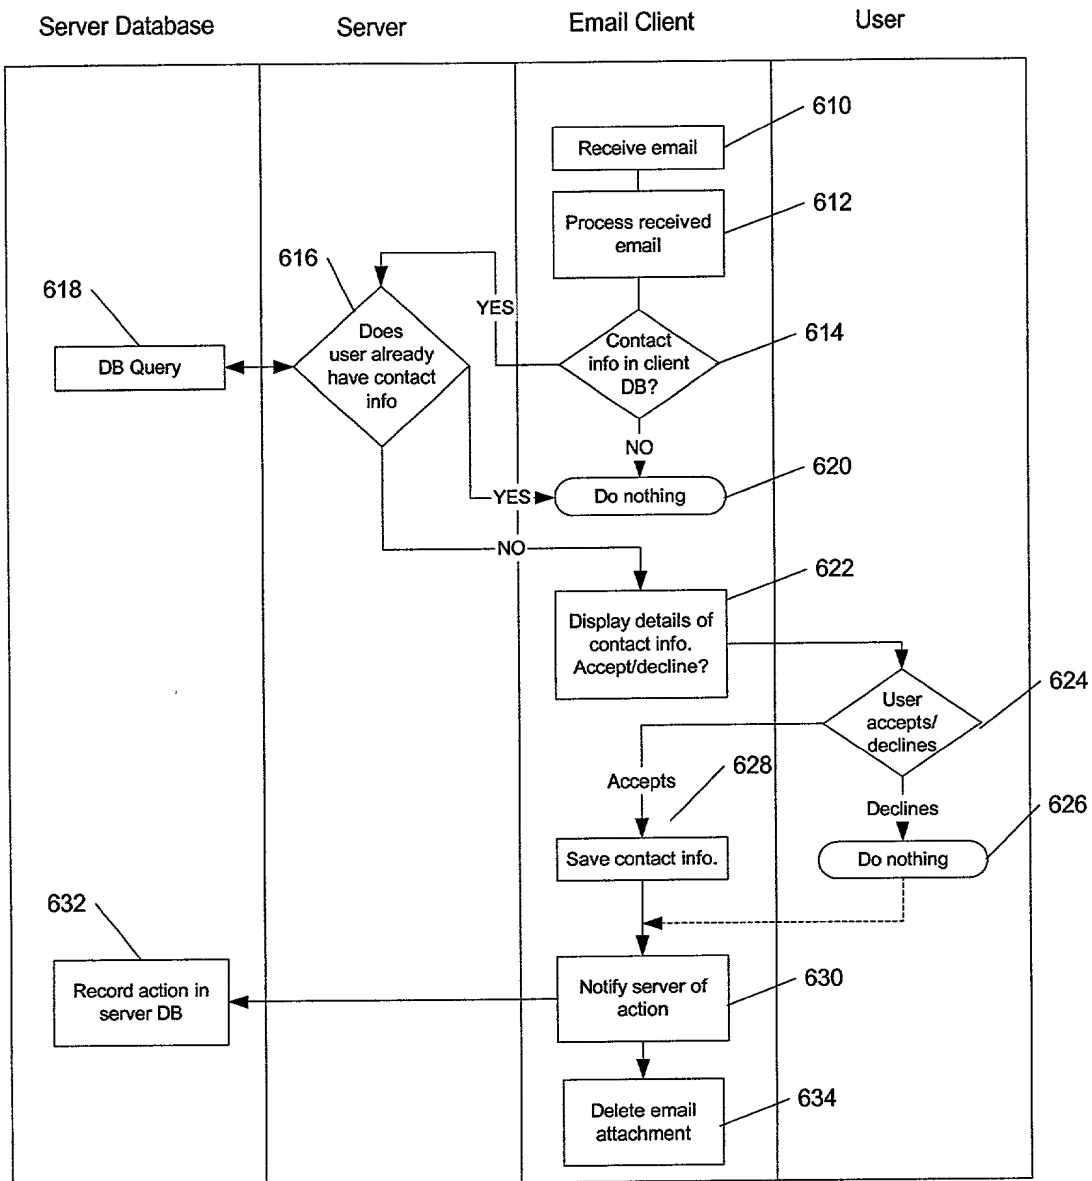 Server Database
Server
Email Client
User
610
Receive email
612
Process received
email
616
618
YES
Does
user already
have contact
info
DB Query
Contact
info in client
DB?
614
NO
620
YES
Do nothing
NO
622
Display details of
contact info.
Accept/decline?
624
User
accepts/
declines
628
Accepts
Declines
626
Save contact info.
Do nothing
632
Record action in
server DB
Notify server of
action
630
634
Delete email
attachment